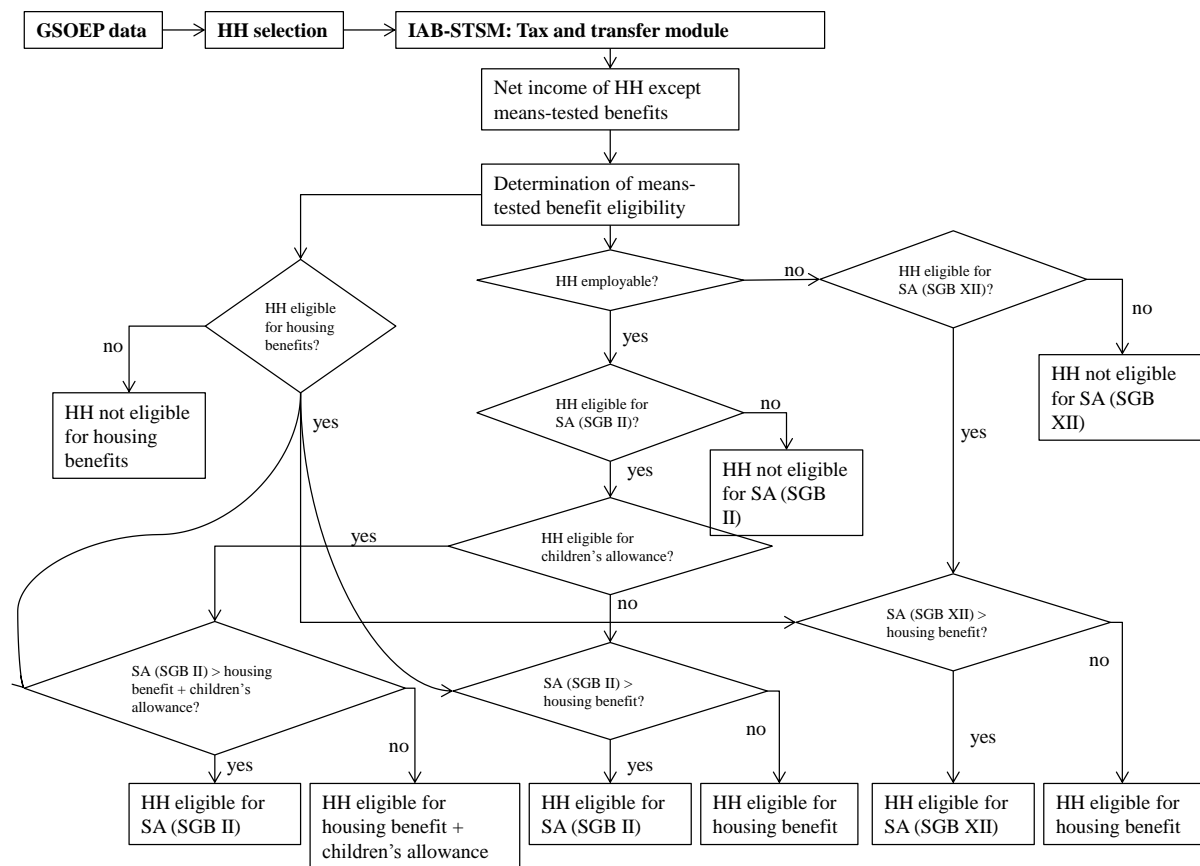 GSOEP data
HH selection
IAB-STSM: Tax and transfer module
Net income of HH except
means-tested benefits
Determination of means-
tested benefit eligibility
HH eligible
for housing
benefits?
HH employable?
no
HH eligible for
SA (SGB XII)?
no
yes
no
HH not eligible
for housing
benefits
yes
HH eligible for
SA (SGB II)?
no
HH not eligible
for SA (SGB
II)
yes
HH not eligible
for SA (SGB
XII)
yes
yes
HH eligible for
children's allowance?
no
SA (SGB II) > housing
benefit + children's
allowance?
SA (SGB II) >
housing benefit?
SA (SGB XII) >
housing benefit?
yes
no
yes
no
yes
no
HH eligible for
SA (SGB II)
HH eligible for
housing benefit +
children's allowance
HH eligible for
SA (SGB II)
HH eligible for
housing benefit
HH eligible for
SA (SGB XII)
HH eligible for
housing benefit